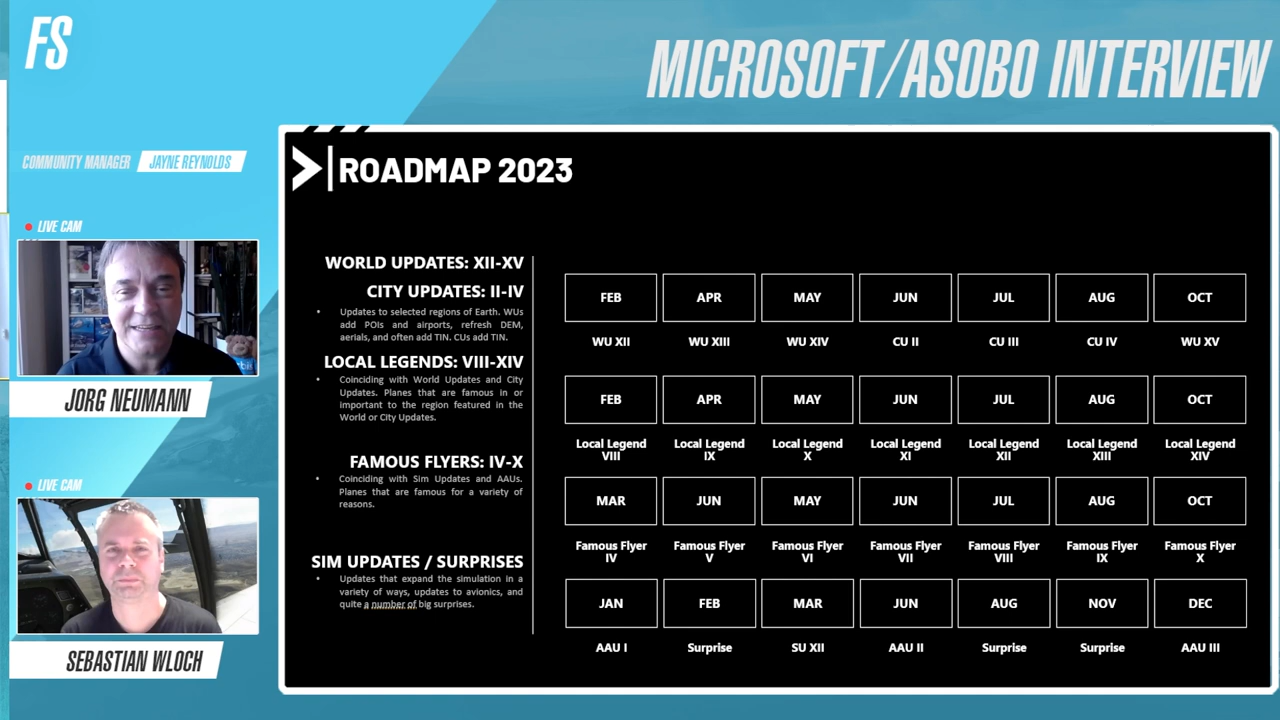 FS
MICROSOFT/ASOBO INTERVIEW
COMMUNITY MANAGER JAYNE REYNOLDS
LIVE CAM
JORG NEUMANN
LIVE CAM
SEBASTIAN WLOCH
ROADMAP 2023
WORLD UPDATES: XII-XV
CITY UPDATES: II-IV
• Updates to selected regions of Earth. WUs
add POIs and airports, refresh DEM,
aerials, and often add TIN. CUs add TIN.
FEB APR MAY JUN JUL AUG OCT
WU XII WU XIII WU XIV CU II CU III CU IV WU XV
LOCAL LEGENDS: VIII-XIV
• Coinciding with World Updates and City
Updates. Planes that are famous in or
important to the region featured in the
World or City Updates.
FEB APR MAY JUN JUL AUG OCT
Local Legend Local Legend Local Legend Local Legend Local Legend Local Legend Local Legend
VIII IX X XI XII XIII XIV
FAMOUS FLYERS: IV-X
• Coinciding with Sim Updates and AAUs.
Planes that are famous for a variety of
reasons.
MAR JUN MAY JUN JUL AUG OCT
Famous Flyer Famous Flyer Famous Flyer Famous Flyer Famous Flyer Famous Flyer Famous Flyer
IV V VI VII VIII IX X
SIM UPDATES / SURPRISES
• Updates that expand the simulation in a
variety of ways, updates to avionics, and
quite a number of big surprises.
JAN FEB MAR JUN AUG NOV DEC
AAU I Surprise SU XII AAU II Surprise Surprise AAU III